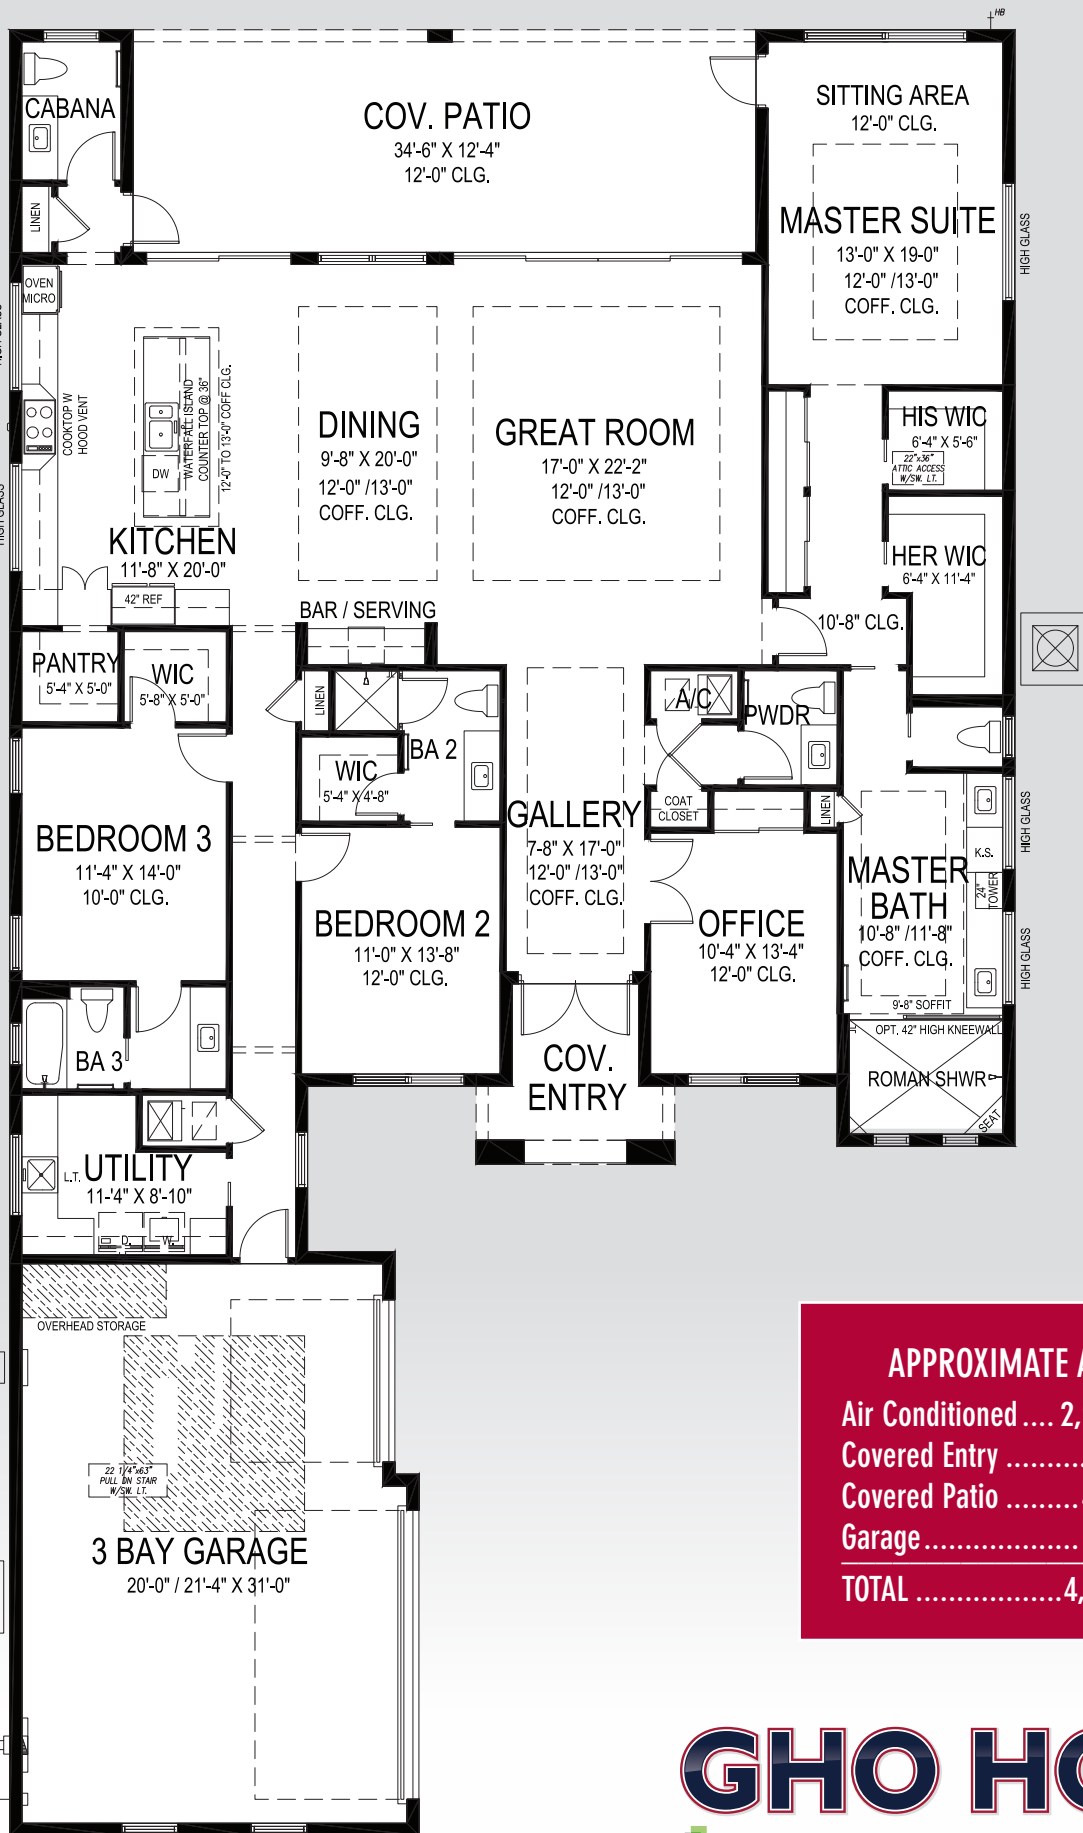 HB
CABANA
COV. PATIO
34'-6" X 12'-4"
12'-0" CLG.
SITTING AREA
12'-0" CLG.
LINEN
MASTER SUITE
13'-0" X 19-0"
12'-0" /13'-0"
COFF. CLG.
HIGH GLASS
OVEN
MICRO
COOKTOP W
HOOD VENT
DW
WATERFALL ISLAND
COUNTER TOP @ 36"
12'-0" TO 13'-0" COFF CLG.
HIGH GLASS
KITCHEN
11'-8" X 20'-0"
42" REF
DINING
9'-8" X 20'-0"
12'-0" /13'-0"
COFF. CLG.
GREAT ROOM
17'-0" X 22'-2"
12'-0" /13'-0"
COFF. CLG.
HIS WIC
6'-4" X 5'-6"
22"x36"
ATTIC ACCESS
W/SW. LT.
HER WIC
6'-4" X 11'-4"
10'-8" CLG.
BAR / SERVING
PANTRY
5'-4" X 5'-0"
WIC
5'-8" X 5'-0"
LINEN
BA 2
WIC
5'-4" X 4'-8"
A/C
PWDR
COAT
CLOSET
LINEN
GALLERY
7-8" X 17'-0"
12'-0" /13'-0"
COFF. CLG.
BEDROOM 3
11'-4" X 14'-0"
10'-0" CLG.
BEDROOM 2
11'-0" X 13'-8"
12'-0" CLG.
OFFICE
10'-4" X 13'-4"
12'-0" CLG.
MASTER
BATH
10'-8" /11'-8"
COFF. CLG.
K.S.
24"
TOWER
HIGH GLASS
HIGH GLASS
9'-8" SOFFIT
OPT. 42" HIGH KNEEWALL
ROMAN SHWR
SEAT
BA 3
COV.
ENTRY
L.T.
UTILITY
11-'4" X 8'-10"
D.
W.
OVERHEAD STORAGE
22 1/4"x63"
PULL DN STAIR
W/SW. LT.
3 BAY GARAGE
20'-0" / 21'-4" X 31'-0"
APPROXIMATE A
Air Conditioned .... 2,
Covered Entry ..........
Covered Patio .........
Garage...................
TOTAL ..................4,
GHO HO